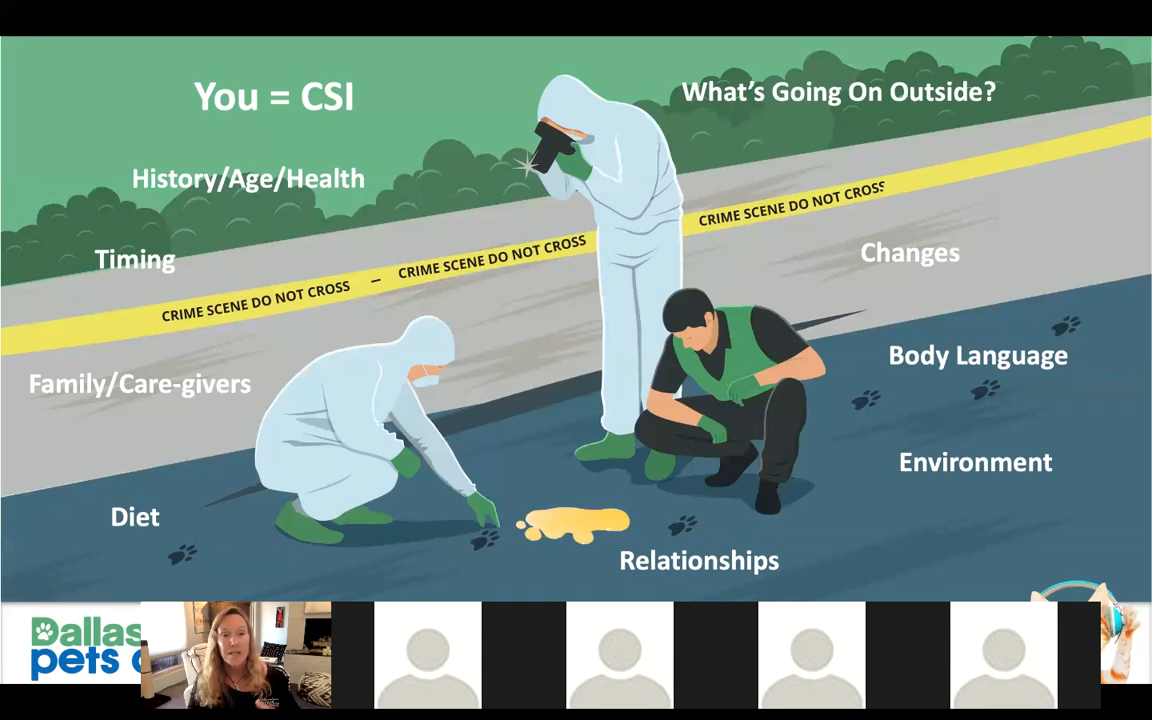 You = CSI
What's Going On Outside?
History/Age/Health
Timing
CRIME SCENE DO NOT CROSS – CRIME SCENE DO NOT CROSS
CRIME SCENE DO NOT CROSS
Changes
Family/Care-givers
Body Language
Environment
Diet
Relationships
Dallas
pets